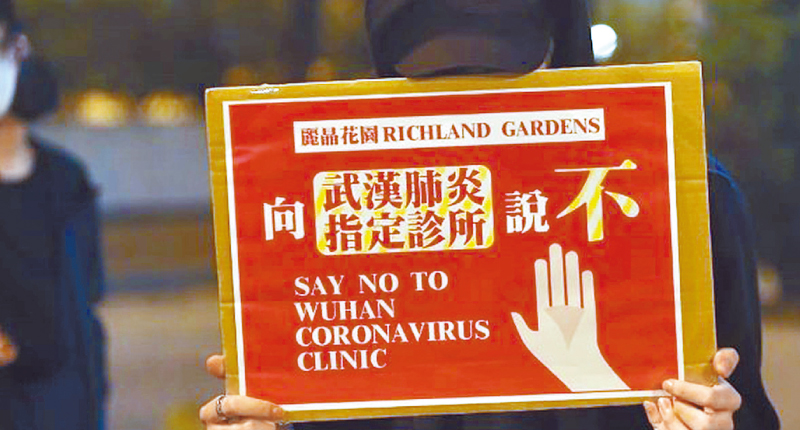 麗晶花園 RICHLAND GARDENS
向 武漢肺炎 指定診所 說不
SAY NO TO
WUHAN
CORONAVIRUS
CLINIC